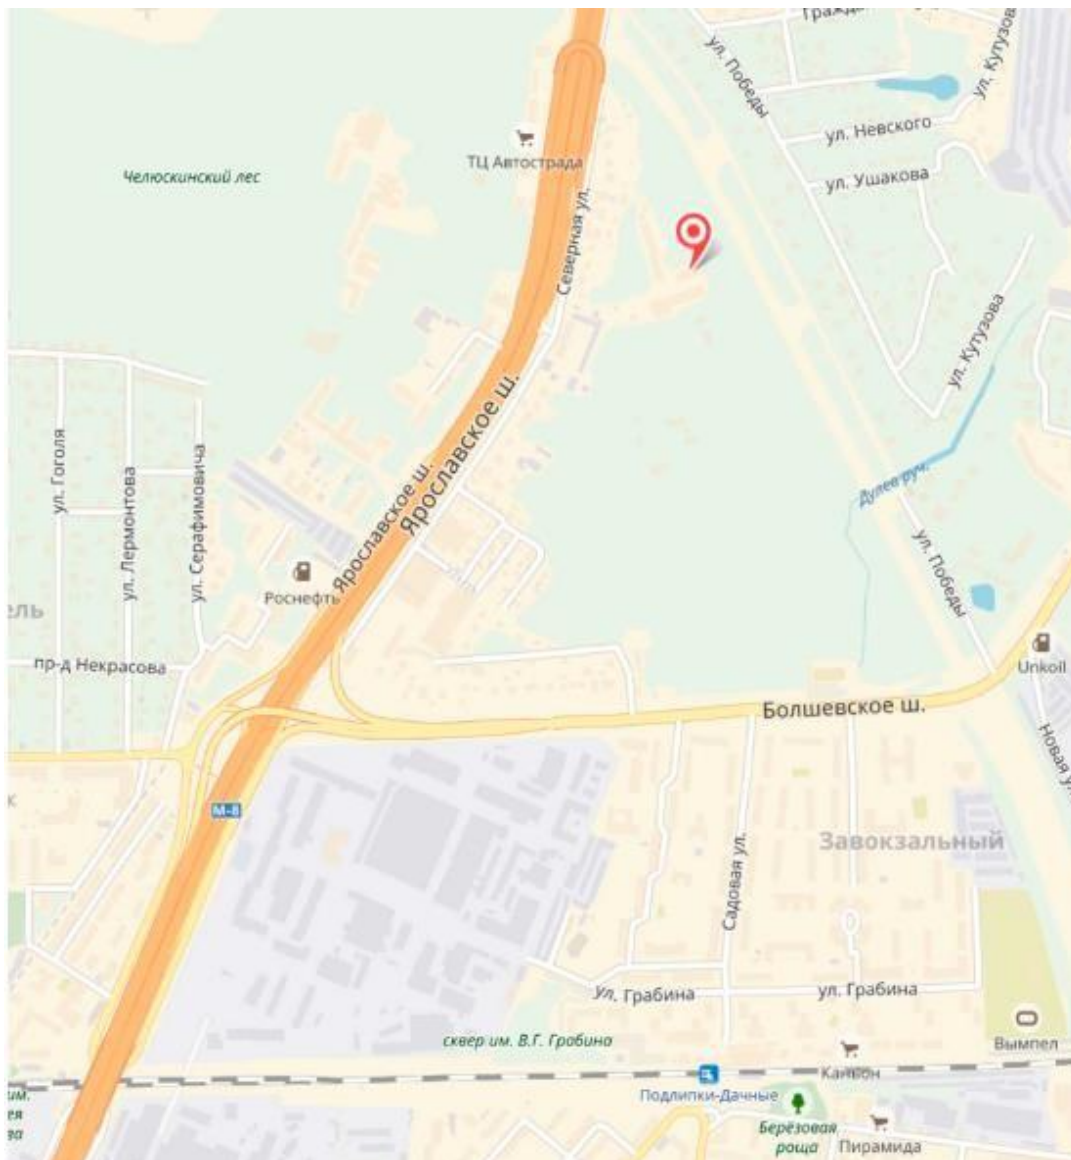 ул. Победы
ул. Кутузова
ул. Невского
ТЦ Автострада
Челюскинский лес
ул. Ушакова
Северная ул.
ул. Кутузова
Ярославское ш.
ул. Гоголя
ул. Лермонтова
ул. Серафимовича
Ярославское ш.
Дулев руч.
ул. Победы
Роснефть
пр-д Некрасова
Unkoil
Болшевское ш.
Новая ул.
М-8
Завокзальный
Садовая ул.
ул. Грабина
ул. Грабина
сквер им. В.Г. Грабина
Вымпел
Каньон
Подлипки-Дачные
Берёзовая
роща
Пирамида